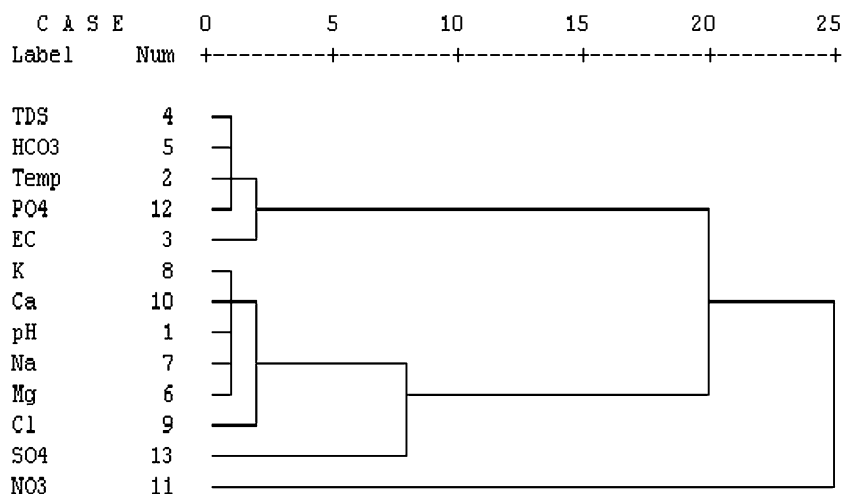 C A S E 0 5 10 15 20 25
Label Num +---------+---------+---------+---------+---------+
TDS 4
HCO3 5
Temp 2
PO4 12
EC 3
K 8
Ca 10
pH 1
Na 7
Mg 6
Cl 9
SO4 13
NO3 11